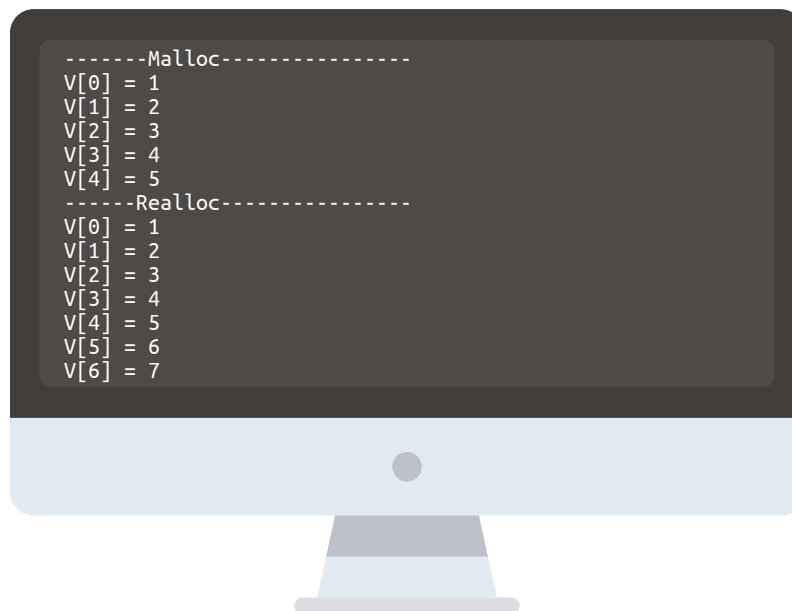 -------Malloc----------------
V[0] = 1
V[1] = 2
V[2] = 3
V[3] = 4
V[4] = 5
------Realloc----------------
V[0] = 1
V[1] = 2
V[2] = 3
V[3] = 4
V[4] = 5
V[5] = 6
V[6] = 7